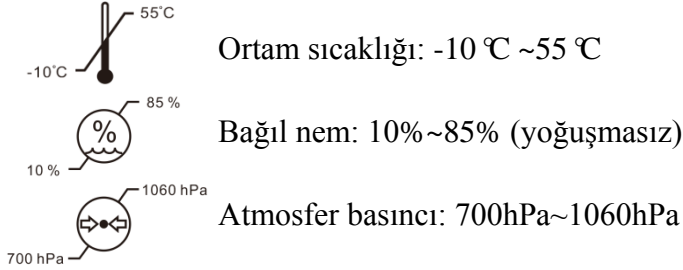 55°C
-10°C
Ortam sıcaklığı: -10 ℃ ~55 ℃
85 %
%
10 %
Bağıl nem: 10%~85% (yoğuşmasız)
1060 hPa
700 hPa
Atmosfer basıncı: 700hPa~1060hPa